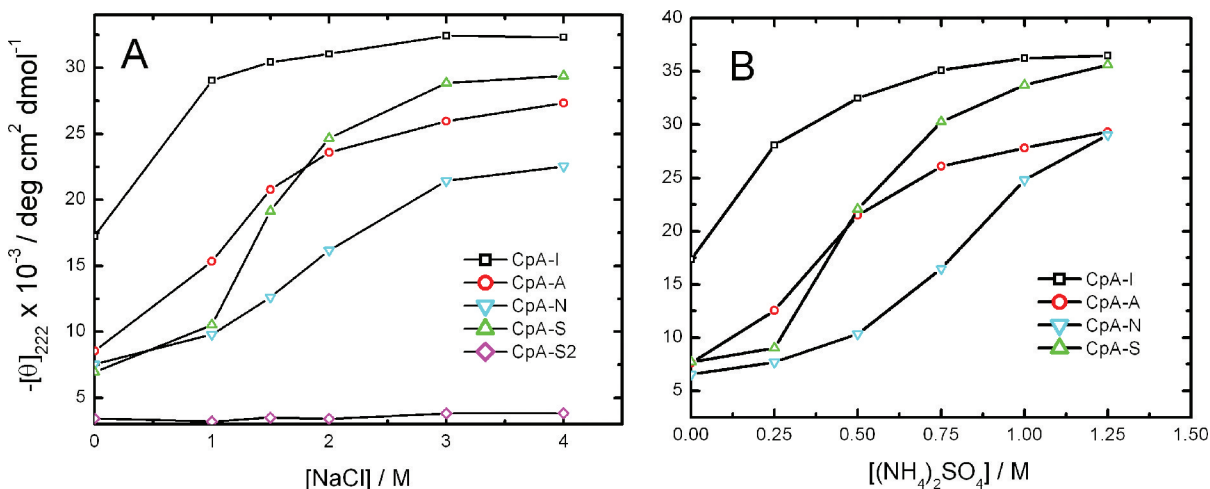 A
-[θ]222 x 10-3 / deg cm2 dmol-1
30
25
20
15
10
5
CpA-I
CpA-A
CpA-N
CpA-S
CpA-S2
0 1 2 3 4
[NaCl] / M
B
40
35
30
25
20
15
10
5
CpA-I
CpA-A
CpA-N
CpA-S
0.00 0.25 0.50 0.75 1.00 1.25 1.50
[(NH4)2SO4] / M